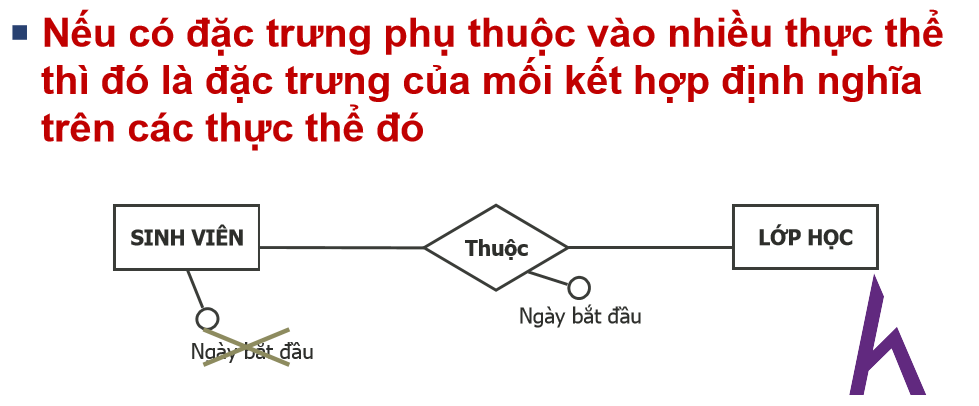 Nếu có đặc trưng phụ thuộc vào nhiều thực thể
thì đó là đặc trưng của mối kết hợp định nghĩa
trên các thực thể đó
SINH VIÊN
Thuộc
LỚP HỌC
Ngày bắt đầu
Ngày bắt đầu